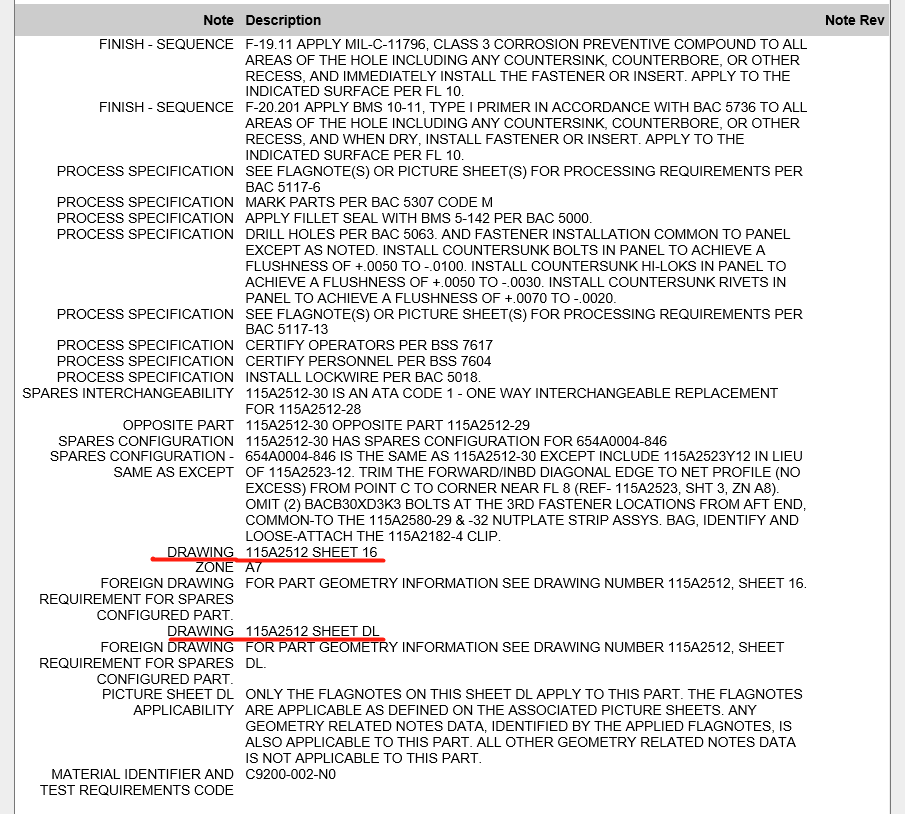 Note Description Note Rev
FINISH - SEQUENCE F-19.11 APPLY MIL-C-11796, CLASS 3 CORROSION PREVENTIVE COMPOUND TO ALL
AREAS OF THE HOLE INCLUDING ANY COUNTERSINK, COUNTERBORE, OR OTHER
RECESS, AND IMMEDIATELY INSTALL THE FASTENER OR INSERT. APPLY TO THE
INDICATED SURFACE PER FL 10.
FINISH - SEQUENCE F-20.201 APPLY BMS 10-11, TYPE I PRIMER IN ACCORDANCE WITH BAC 5736 TO ALL
AREAS OF THE HOLE INCLUDING ANY COUNTERSINK, COUNTERBORE, OR OTHER
RECESS, AND WHEN DRY, INSTALL FASTENER OR INSERT. APPLY TO THE
INDICATED SURFACE PER FL 10.
PROCESS SPECIFICATION SEE FLAGNOTE(S) OR PICTURE SHEET(S) FOR PROCESSING REQUIREMENTS PER
BAC 5117-6
PROCESS SPECIFICATION MARK PARTS PER BAC 5307 CODE M
PROCESS SPECIFICATION APPLY FILLET SEAL WITH BMS 5-142 PER BAC 5000.
PROCESS SPECIFICATION DRILL HOLES PER BAC 5063. AND FASTENER INSTALLATION COMMON TO PANEL
EXCEPT AS NOTED. INSTALL COUNTERSUNK BOLTS IN PANEL TO ACHIEVE A
FLUSHNESS OF +.0050 TO -.0100. INSTALL COUNTERSUNK HI-LOKS IN PANEL TO
ACHIEVE A FLUSHNESS OF +.0050 TO -.0030. INSTALL COUNTERSUNK RIVETS IN
PANEL TO ACHIEVE A FLUSHNESS OF +.0070 TO -.0020.
PROCESS SPECIFICATION SEE FLAGNOTE(S) OR PICTURE SHEET(S) FOR PROCESSING REQUIREMENTS PER
BAC 5117-13
PROCESS SPECIFICATION CERTIFY OPERATORS PER BSS 7617
PROCESS SPECIFICATION CERTIFY PERSONNEL PER BSS 7604
PROCESS SPECIFICATION INSTALL LOCKWIRE PER BAC 5018.
SPARES INTERCHANGEABILITY 115A2512-30 IS AN ATA CODE 1 - ONE WAY INTERCHANGEABLE REPLACEMENT
FOR 115A2512-28
OPPOSITE PART 115A2512-30 OPPOSITE PART 115A2512-29
SPARES CONFIGURATION 115A2512-30 HAS SPARES CONFIGURATION FOR 654A0004-846
SPARES CONFIGURATION - 654A0004-846 IS THE SAME AS 115A2512-30 EXCEPT INCLUDE 115A2523Y12 IN LIEU
SAME AS EXCEPT OF 115A2523-12. TRIM THE FORWARD/INBD DIAGONAL EDGE TO NET PROFILE (NO
EXCESS) FROM POINT C TO CORNER NEAR FL 8 (REF- 115A2523, SHT 3, ZN A8).
OMIT (2) BACB30XD3K3 BOLTS AT THE 3RD FASTENER LOCATIONS FROM AFT END,
COMMON-TO THE 115A2580-29 & -32 NUTPLATE STRIP ASSYS. BAG, IDENTIFY AND
LOOSE-ATTACH THE 115A2182-4 CLIP.
DRAWING 115A2512 SHEET 16
ZONE A7
FOREIGN DRAWING FOR PART GEOMETRY INFORMATION SEE DRAWING NUMBER 115A2512, SHEET 16.
REQUIREMENT FOR SPARES
CONFIGURED PART.
DRAWING 115A2512 SHEET DL
FOREIGN DRAWING FOR PART GEOMETRY INFORMATION SEE DRAWING NUMBER 115A2512, SHEET
REQUIREMENT FOR SPARES DL.
CONFIGURED PART.
PICTURE SHEET DL ONLY THE FLAGNOTES ON THIS SHEET DL APPLY TO THIS PART. THE FLAGNOTES
APPLICABILITY ARE APPLICABLE AS DEFINED ON THE ASSOCIATED PICTURE SHEETS. ANY
GEOMETRY RELATED NOTES DATA, IDENTIFIED BY THE APPLIED FLAGNOTES, IS
ALSO APPLICABLE TO THIS PART. ALL OTHER GEOMETRY RELATED NOTES DATA
IS NOT APPLICABLE TO THIS PART.
MATERIAL IDENTIFIER AND C9200-002-N0
TEST REQUIREMENTS CODE